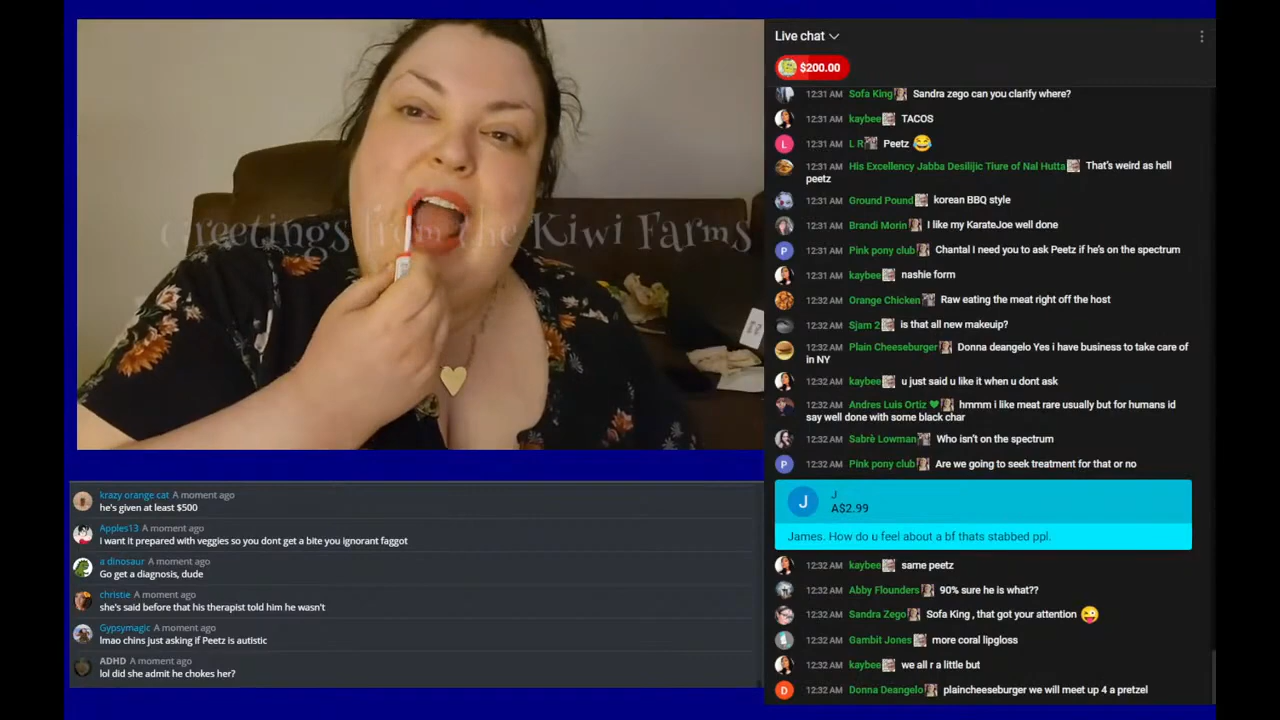 Greetings from the Kiwi Farms
krazy orange cat A moment ago
he's given at least $500
Apples13 A moment ago
I want it prepared with veggies so you dont get a bite you ignorant faggot
a dinosaur A moment ago
Go get a diagnosis, dude
christie A moment ago
she's said before that his therapist told him he wasn't
Gypsymagic A moment ago
lmao chins just asking if Peetz is autistic
ADHD A moment ago
lol did she admit he chokes her?
Live chat
$200.00
12:31 AM Sofa King Sandra zego can you clarify where?
12:31 AM kaybee TACOS
L 12:31 AM L R Peetz 😂
12:31 AM His Excellency Jabba Desilijic Tiure of Nal Hutta That's weird as hell
peetz
12:31 AM Ground Pound korean BBQ style
12:31 AM Brandi Morin I like my KarateJoe well done
P 12:31 AM Pink pony club Chantal I need you to ask Peetz if he's on the spectrum
12:31 AM kaybee nashie form
12:32 AM Orange Chicken Raw eating the meat right off the host
12:32 AM Sjam 2 is that all new makeuip?
12:32 AM Plain Cheeseburger Donna deangelo Yes i have business to take care of
in NY
12:32 AM kaybee u just said u like it when u dont ask
12:32 AM Andres Luis Ortiz 💚 hmmm i like meat rare usually but for humans id
say well done with some black char
12:32 AM Sabrè Lowman Who isn't on the spectrum
P 12:32 AM Pink pony club Are we going to seek treatment for that or no
J
J
A$2.99
James. How do u feel about a bf thats stabbed ppl.
12:32 AM kaybee same peetz
12:32 AM Abby Flounders 90% sure he is what??
12:32 AM Sandra Zego Sofa King , that got your attention 😜
12:32 AM Gambit Jones more coral lipgloss
12:32 AM kaybee we all r a little but
D 12:32 AM Donna Deangelo plaincheeseburger we will meet up 4 a pretzel